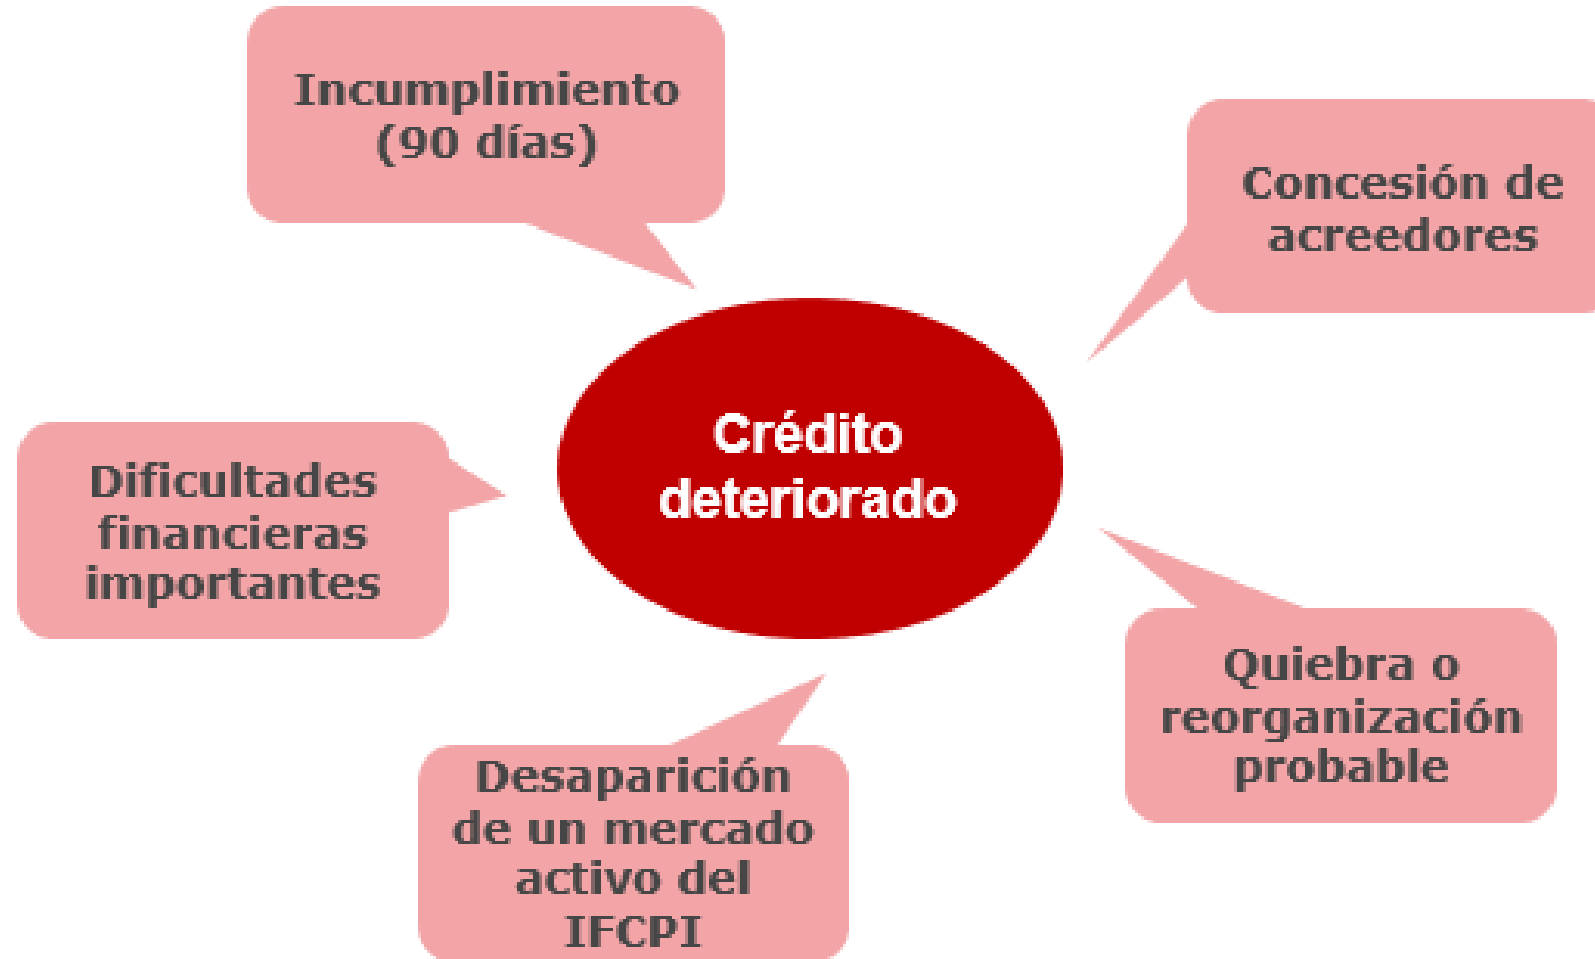 Incumplimiento
(90 días)
Concesión de
acreedores
Crédito
deteriorado
Dificultades
financieras
importantes
Quiebra o
reorganización
probable
Desaparición
de un mercado
activo del
IFCPI